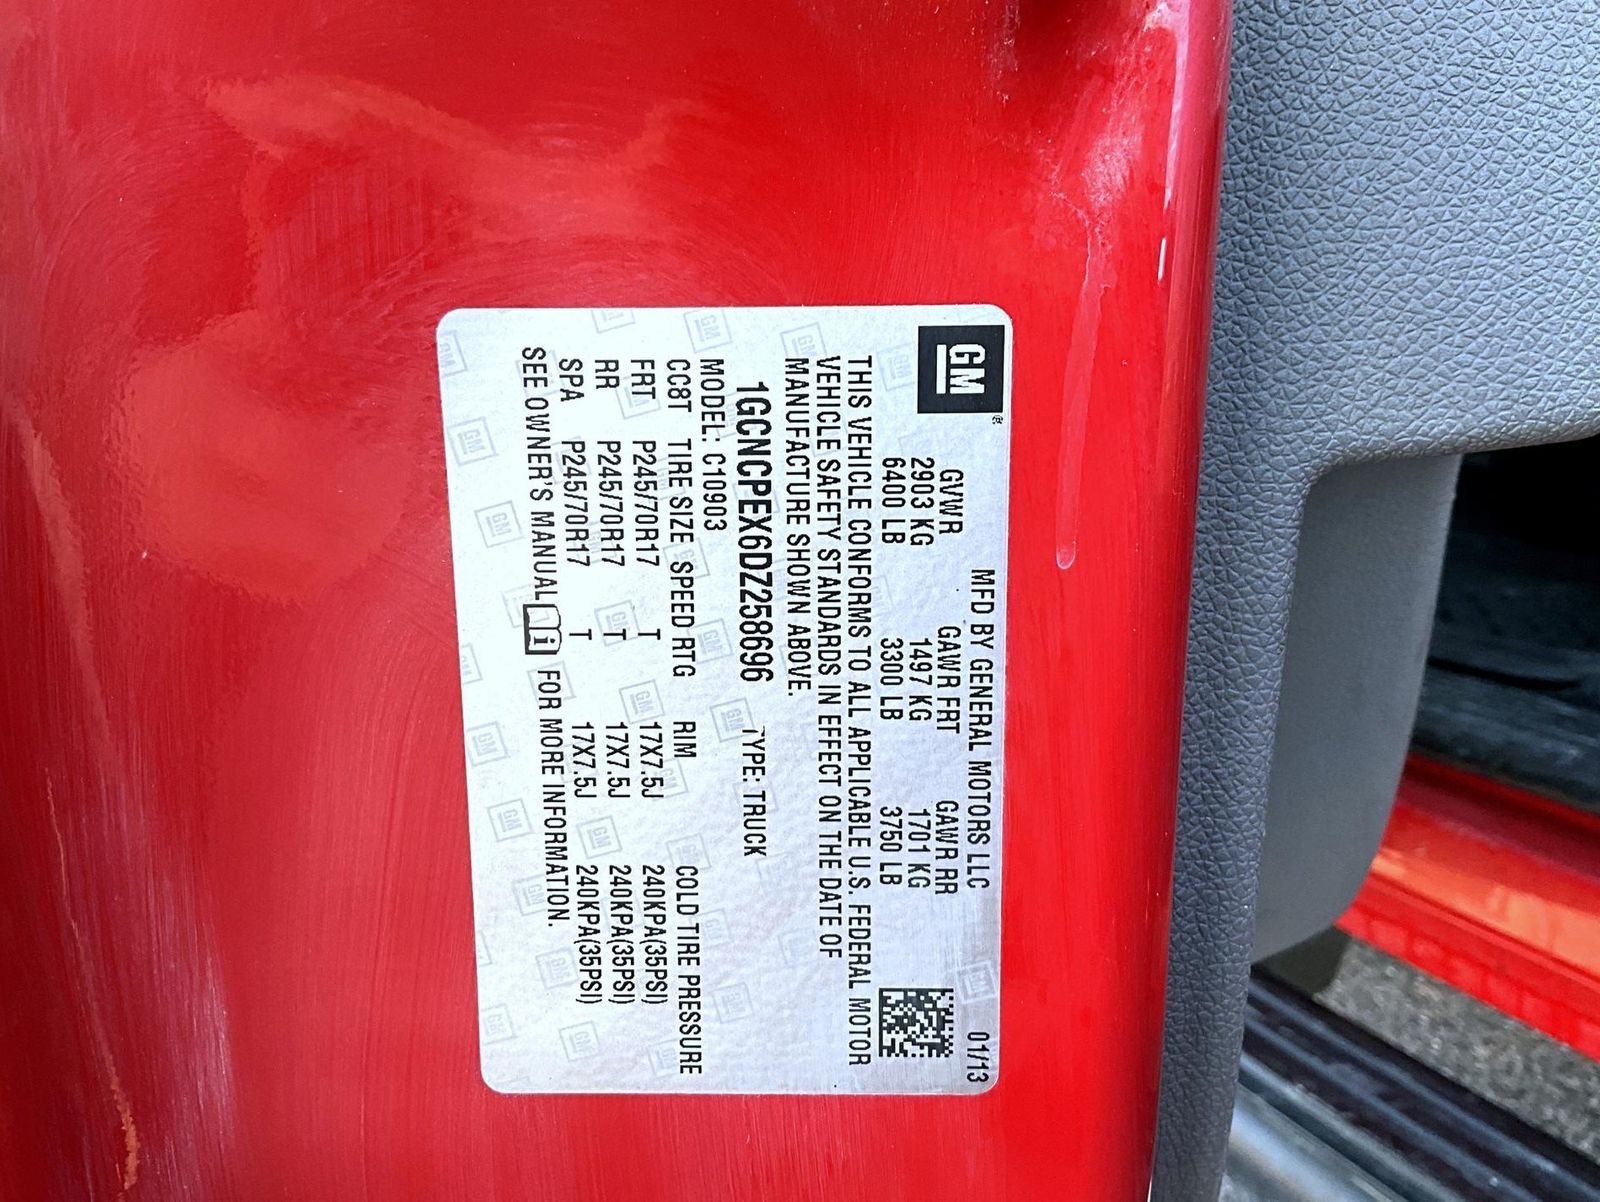 GM®
MFD BY GENERAL MOTORS LLC 01/13
GVWR GAWR FRT GAWR RR
2903 KG 1497 KG 1701 KG
6400 LB 3300 LB 3750 LB
THIS VEHICLE CONFORMS TO ALL APPLICABLE U.S. FEDERAL MOTOR
VEHICLE SAFETY STANDARDS IN EFFECT ON THE DATE OF
MANUFACTURE SHOWN ABOVE.
1GCNCPEX6DZ258696 TYPE: TRUCK
MODEL: C10903
CC8T TIRE SIZE SPEED RTG RIM COLD TIRE PRESSURE
FRT P245/70R17 T 17X7.5J 240KPA(35PSI)
RR P245/70R17 T 17X7.5J 240KPA(35PSI)
SPA P245/70R17 T 17X7.5J 240KPA(35PSI)
SEE OWNER'S MANUAL i FOR MORE INFORMATION.